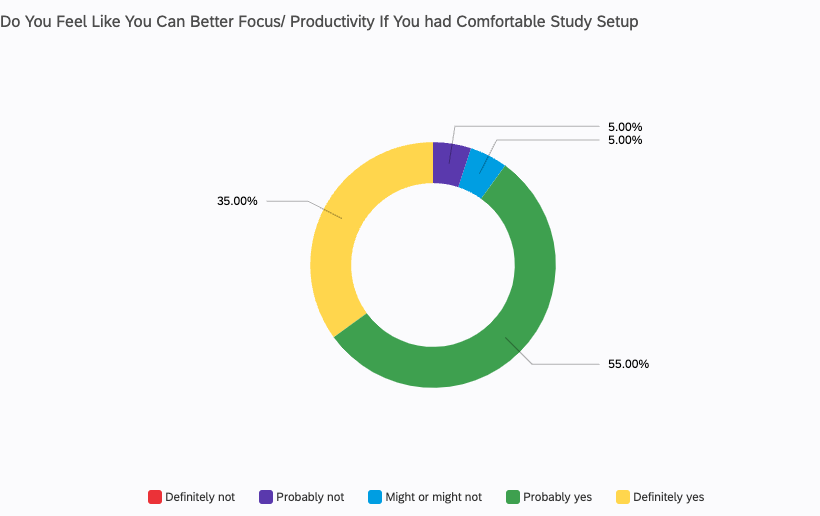 Do You Feel Like You Can Better Focus/ Productivity If You had Comfortable Study Setup
5.00%
5.00%
35.00%
55.00%
Definitely not Probably not Might or might not Probably yes Definitely yes